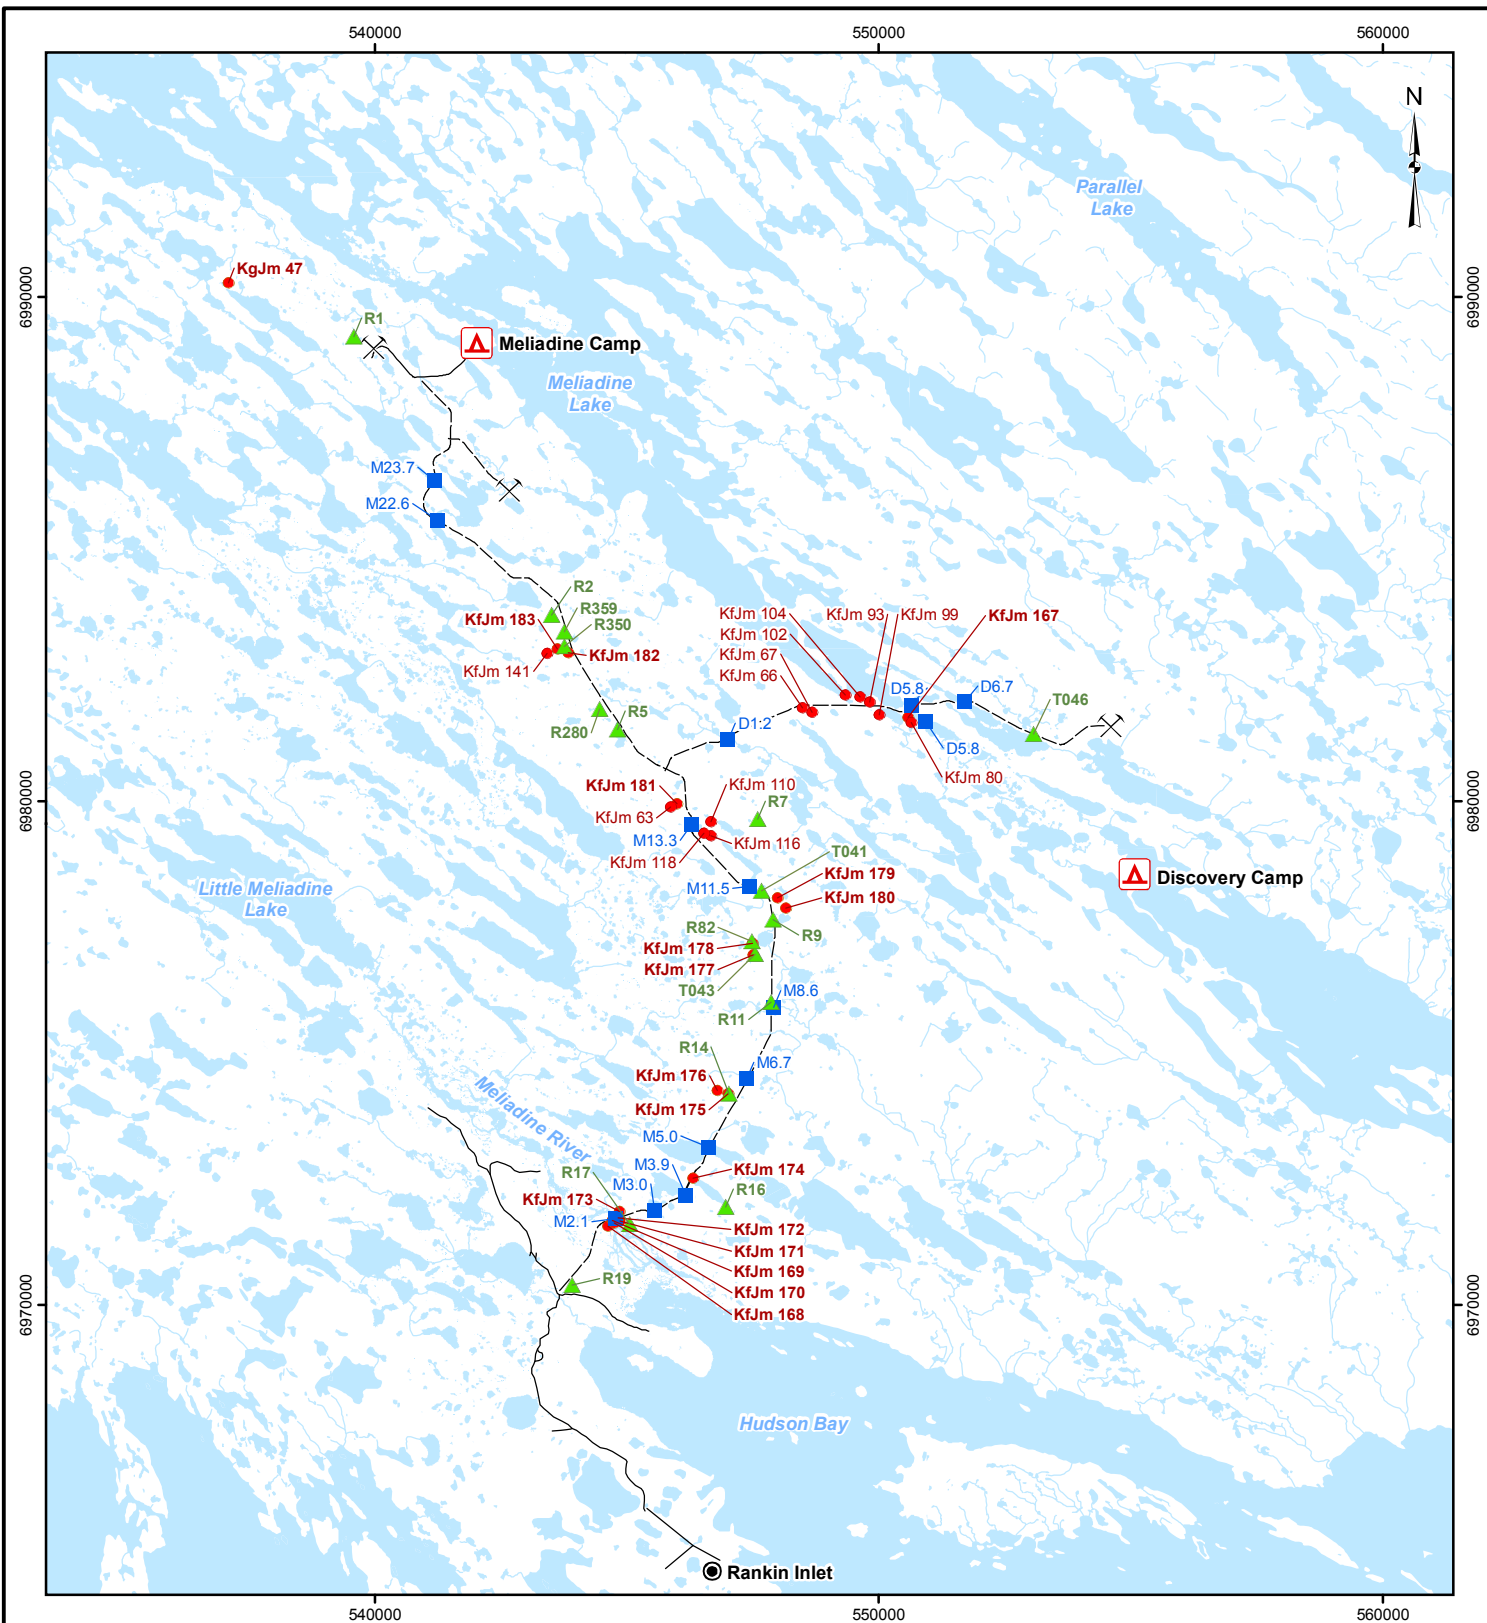 540000
550000
560000
N
Parallel
Lake
KgJm 47
6990000
6990000
R1
Meliadine Camp
Meliadine
Lake
M23.7
M22.6
R2
R359
R350
KfJm 183
KfJm 182
KfJm 141
KfJm 104
KfJm 93
KfJm 99
KfJm 167
KfJm 102
KfJm 67
KfJm 66
D5.8
D6.7
T046
R5
R280
D1.2
D5.8
KfJm 80
KfJm 181
KfJm 110
6980000
6980000
R7
KfJm 63
M13.3
KfJm 116
KfJm 118
T041
KfJm 179
M11.5
KfJm 180
Discovery Camp
Little Meliadine
Lake
R82
R9
KfJm 178
KfJm 177
T043
M8.6
R11
R14
M6.7
KfJm 176
KfJm 175
Meliadine River
M5.0
M3.9
KfJm 174
R17
M3.0
R16
KfJm 173
M2.1
KfJm 172
KfJm 171
KfJm 169
R19
KfJm 170
KfJm 168
6970000
6970000
Hudson Bay
Rankin Inlet
540000
550000
560000